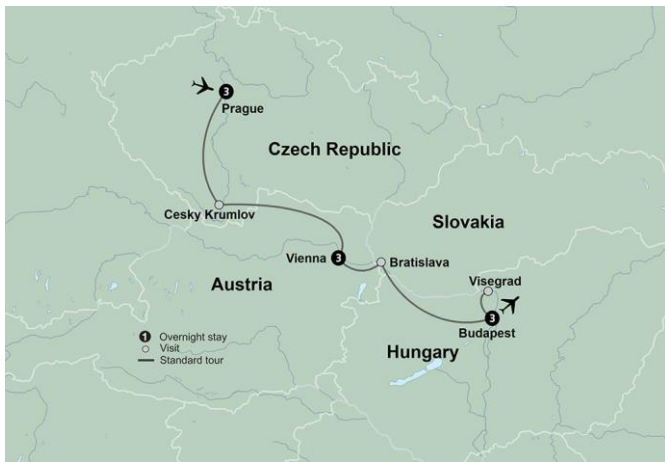 3
Prague
Czech Republic
Cesky Krumlov
Slovakia
Vienna
3
Bratislava
Austria
Visegrad
3
Budapest
Hungary
1 Overnight stay
Visit
Standard tour